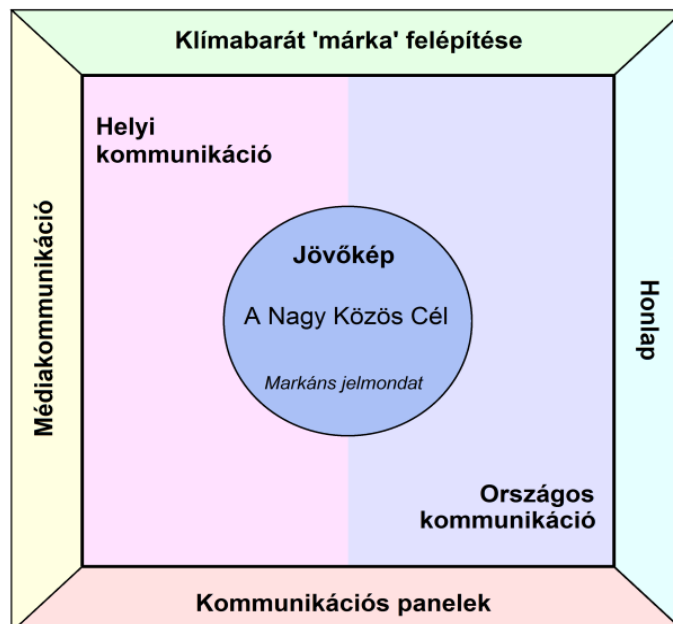 Klímabarát 'márka' felépítése
Helyi
kommunikáció
Médiakommunikáció
Jövőkép
A Nagy Közös Cél
Markáns jelmondat
Honlap
Országos
kommunikáció
Kommunikációs panelek